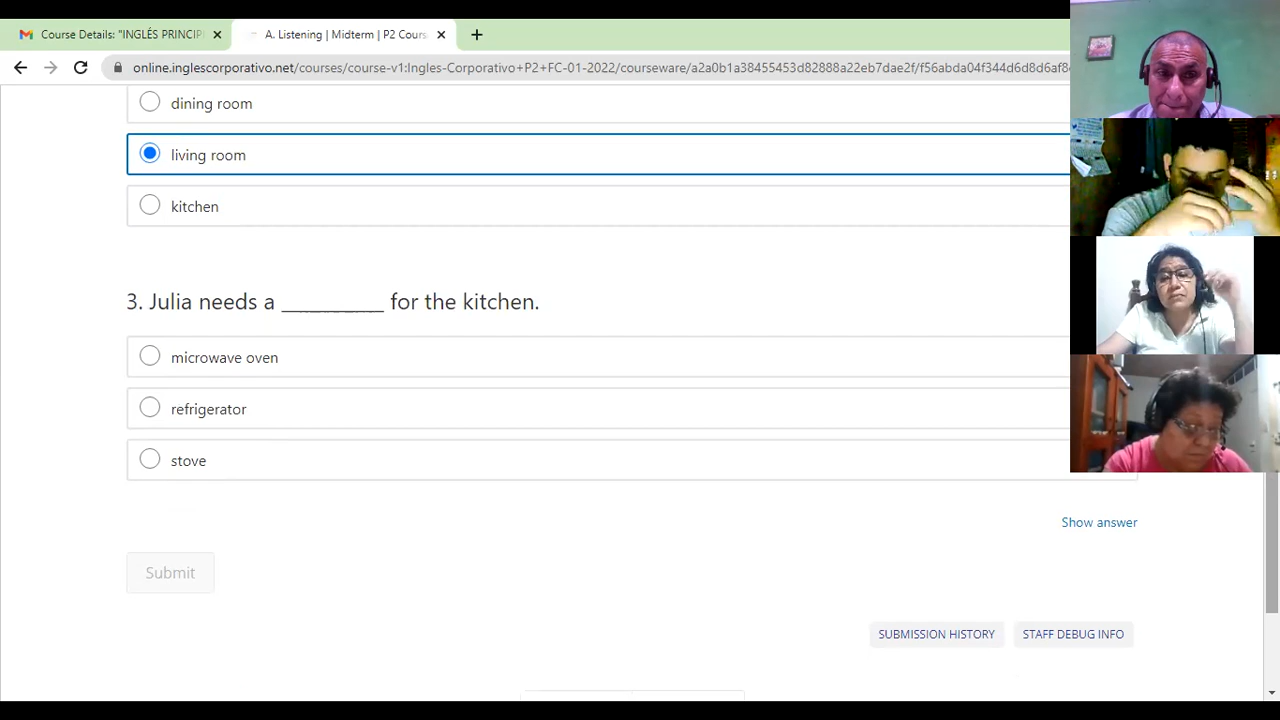 Course Details: "INGLÉS PRINCIPI
A. Listening | Midterm | P2 Cours
online.inglescorporativo.net/courses/course-v1:Ingles-Corporativo+P2+FC-01-2022/courseware/a2a0b1a38455453d82888a22eb7dae2f/f56abda04f344d6d8d6af8
dining room
living room
kitchen
3. Julia needs a _________ for the kitchen.
microwave oven
refrigerator
stove
Show answer
Submit
SUBMISSION HISTORY
STAFF DEBUG INFO